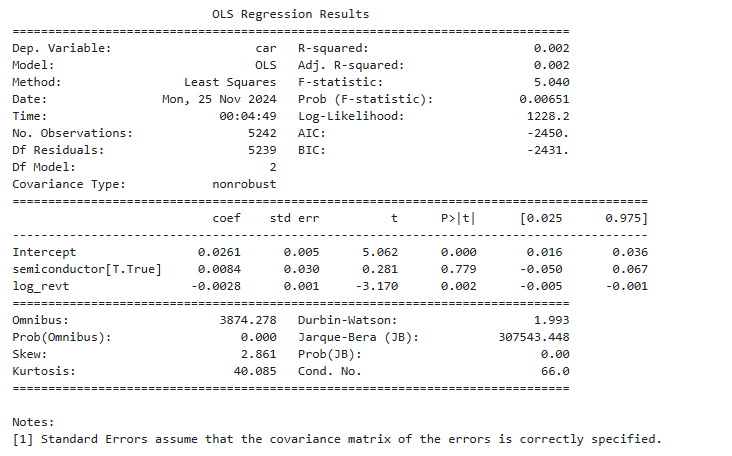 OLS Regression Results
==============================================================================
Dep. Variable:                    car   R-squared:                       0.002
Model:                            OLS   Adj. R-squared:                  0.002
Method:                 Least Squares   F-statistic:                     5.040
Date:                Mon, 25 Nov 2024   Prob (F-statistic):            0.00651
Time:                        00:04:49   Log-Likelihood:                 1228.2
No. Observations:                5242   AIC:                            -2450.
Df Residuals:                    5239   BIC:                            -2431.
Df Model:                           2
Covariance Type:            nonrobust
=========================================================================================
                            coef    std err          t      P>|t|      [0.025      0.975]
-----------------------------------------------------------------------------------------
Intercept                 0.0261      0.005      5.062      0.000       0.016       0.036
semiconductor[T.True]     0.0084      0.030      0.281      0.779      -0.050       0.067
log_revt                 -0.0028      0.001     -3.170      0.002      -0.005      -0.001
==============================================================================
Omnibus:                     3874.278   Durbin-Watson:                   1.993
Prob(Omnibus):                  0.000   Jarque-Bera (JB):           307543.448
Skew:                           2.861   Prob(JB):                         0.00
Kurtosis:                      40.085   Cond. No.                         66.0
==============================================================================
Notes:
[1] Standard Errors assume that the covariance matrix of the errors is correctly specified.